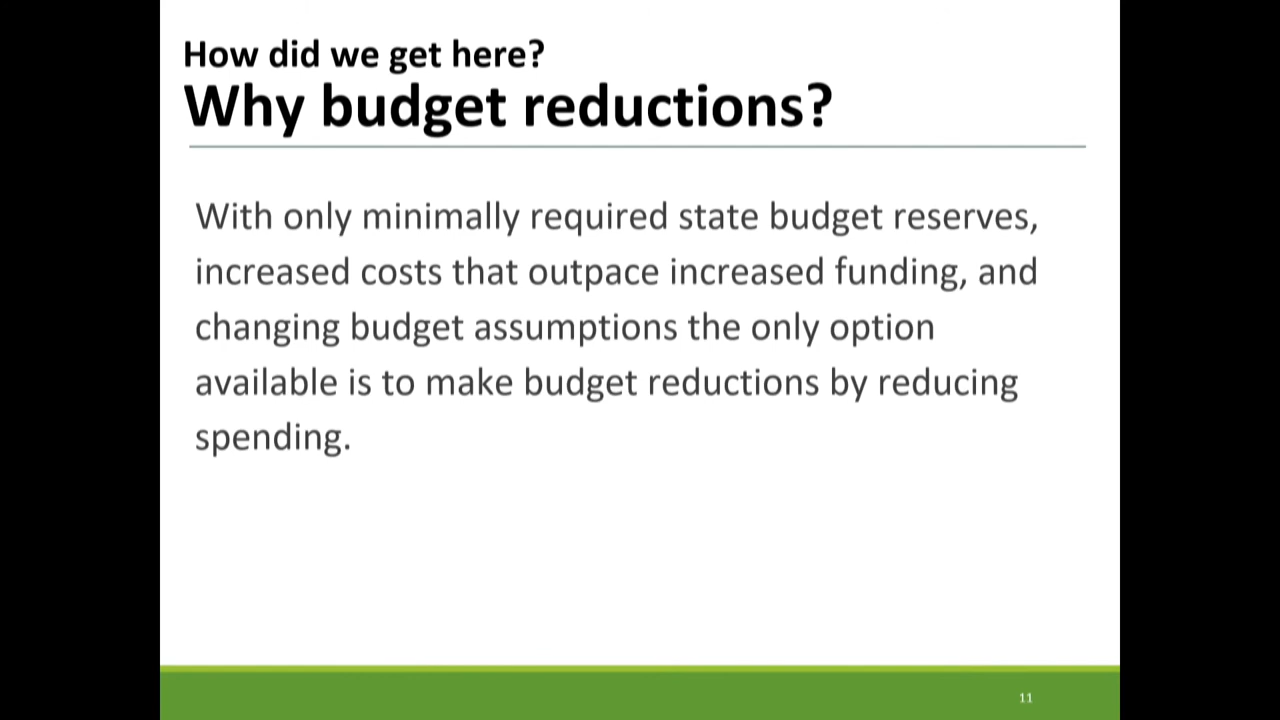 How did we get here?
Why budget reductions?
With only minimally required state budget reserves,
increased costs that outpace increased funding, and
changing budget assumptions the only option
available is to make budget reductions by reducing
spending.
11